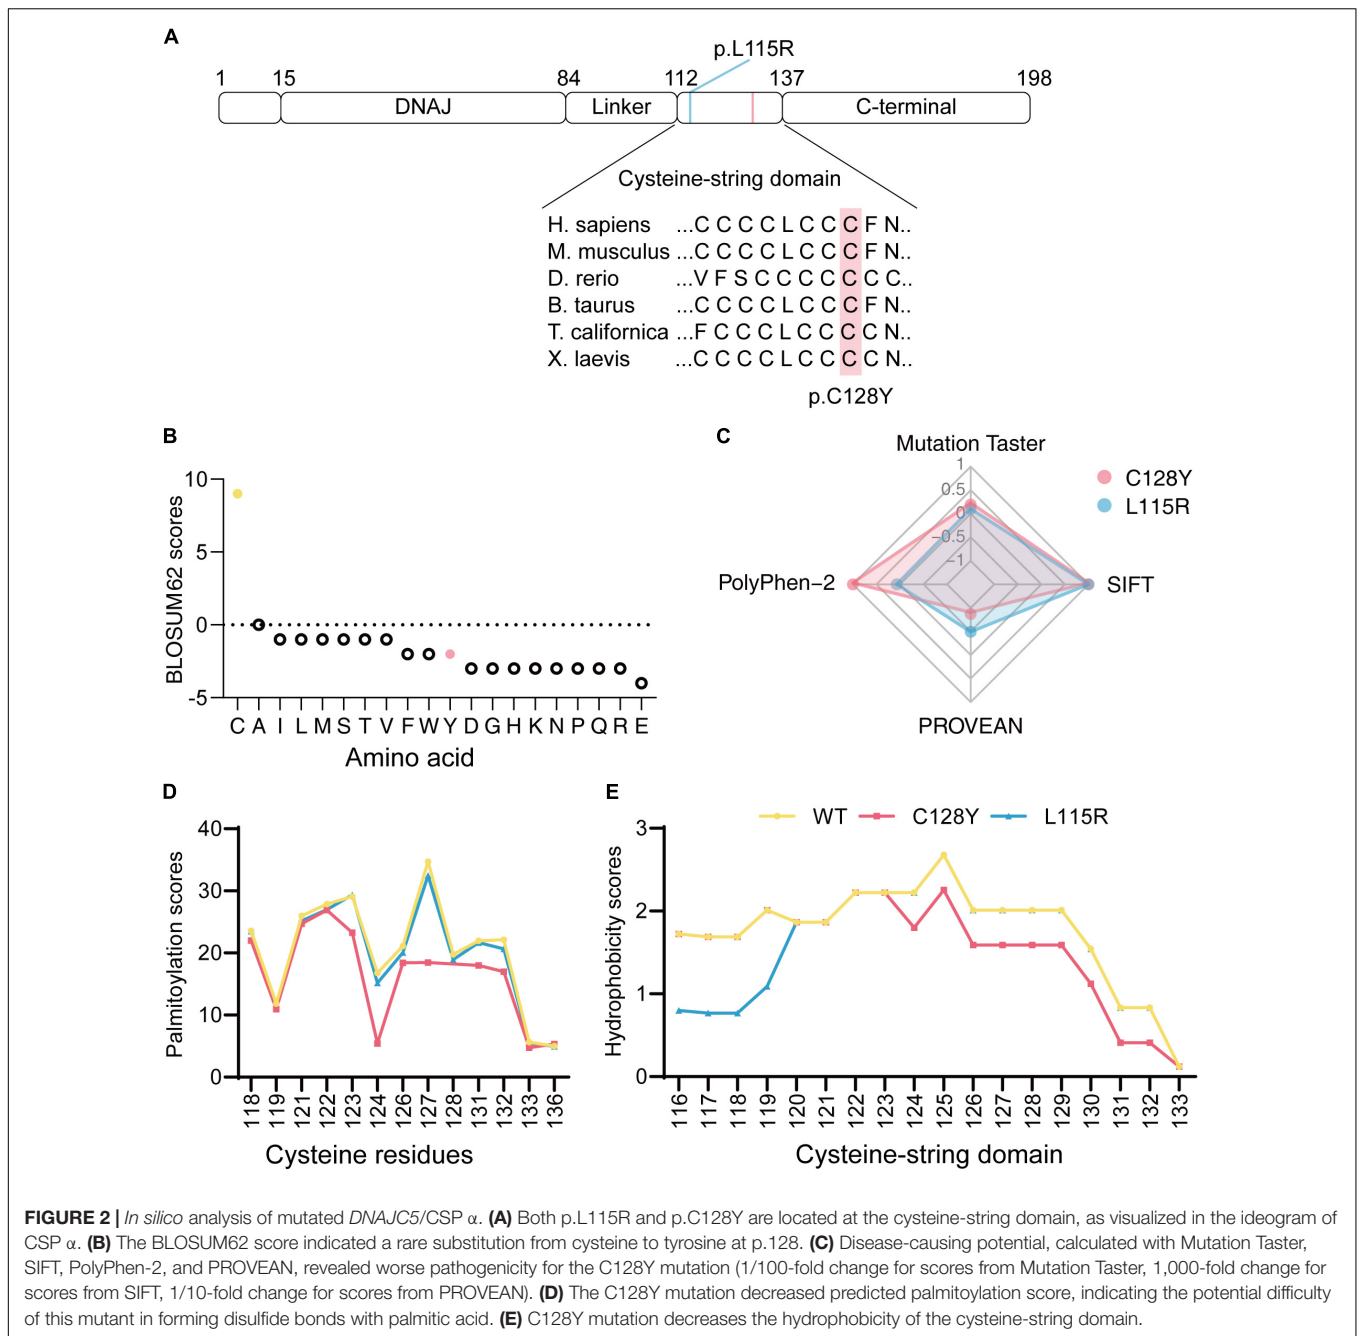 A
p.L115R
1 15 84 112 137 198
DNAJ Linker C-terminal
Cysteine-string domain
H. sapiens ...C C C C L C C C F N..
M. musculus ...C C C C L C C C F N..
D. rerio ...V F S C C C C C C C..
B. taurus ...C C C C L C C C F N..
T. californica ...F C C C L C C C C N..
X. laevis ...C C C C L C C C C N..
p.C128Y
B
BLOSUM62 scores
10
5
0
-5
C A I L M S T V F W Y D G H K N P Q R E
Amino acid
C
Mutation Taster
1
0.5
0
−0.5
−1
PolyPhen−2
SIFT
PROVEAN
C128Y
L115R
D
Palmitoylation scores
40
30
20
10
0
118 119 121 122 123 124 126 127 128 131 132 133 136
Cysteine residues
E
WT C128Y L115R
Hydrophobicity scores
3
2
1
0
116 117 118 119 120 121 122 123 124 125 126 127 128 129 130 131 132 133
Cysteine-string domain
FIGURE 2 | In silico analysis of mutated DNAJC5/CSP α. (A) Both p.L115R and p.C128Y are located at the cysteine-string domain, as visualized in the ideogram of
CSP α. (B) The BLOSUM62 score indicated a rare substitution from cysteine to tyrosine at p.128. (C) Disease-causing potential, calculated with Mutation Taster,
SIFT, PolyPhen-2, and PROVEAN, revealed worse pathogenicity for the C128Y mutation (1/100-fold change for scores from Mutation Taster, 1,000-fold change for
scores from SIFT, 1/10-fold change for scores from PROVEAN). (D) The C128Y mutation decreased predicted palmitoylation score, indicating the potential difficulty
of this mutant in forming disulfide bonds with palmitic acid. (E) C128Y mutation decreases the hydrophobicity of the cysteine-string domain.